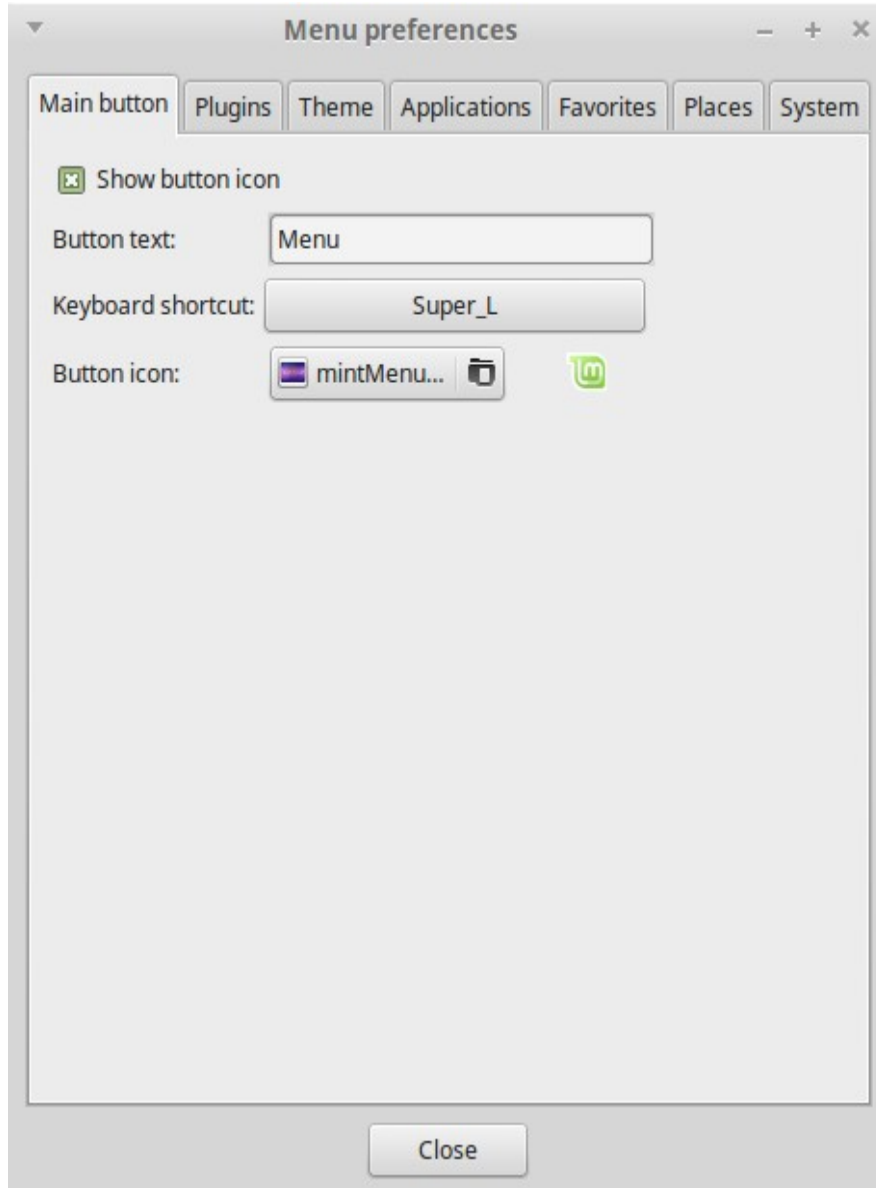 Menu preferences
Main button Plugins Theme Applications Favorites Places System
Show button icon
Button text: Menu
Keyboard shortcut: Super_L
Button icon: mintMenu...
Close